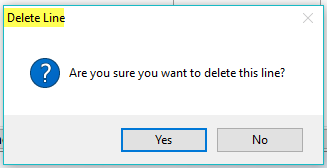 Delete Line
Are you sure you want to delete this line?
Yes
No